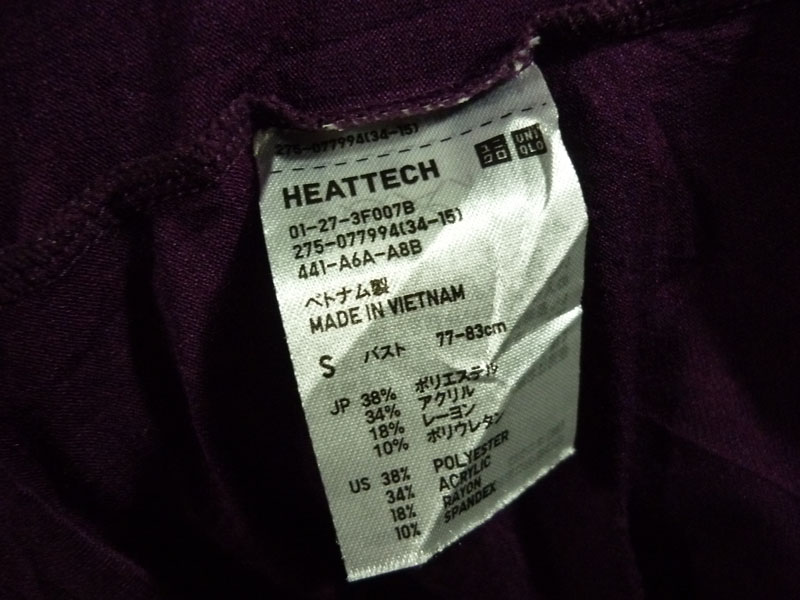 275-077994(34-15)
ユニ
クロ
UNI
QLO
HEATTECH
01-27-3F007B
275-077994(34-15)
441-A6A-A8B
ベトナム製
MADE IN VIETNAM
S バスト 77-83cm
JP 38% ポリエステル
34% アクリル
18% レーヨン
10% ポリウレタン
US 38% POLYESTER
34% ACRYLIC
18% RAYON
10% SPANDEX